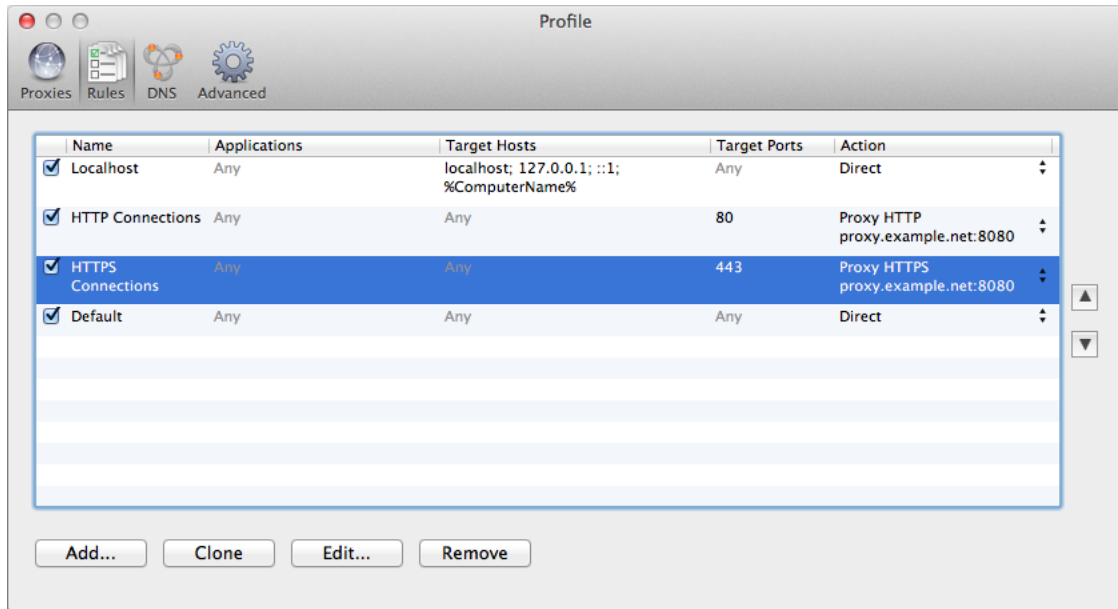 Profile
Proxies Rules DNS Advanced
Name Applications Target Hosts Target Ports Action
Localhost Any localhost; 127.0.0.1; ::1; Any Direct
%ComputerName%
HTTP Connections Any Any 80 Proxy HTTP
proxy.example.net:8080
HTTPS Any Any 443 Proxy HTTPS
Connections proxy.example.net:8080
Default Any Any Any Direct
Add... Clone Edit... Remove